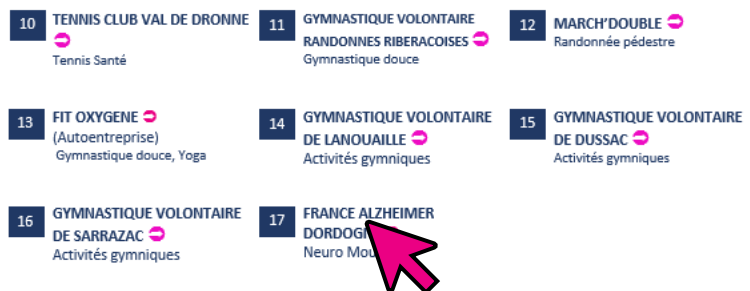 10 TENNIS CLUB VAL DE DRONNE
Tennis Santé
11 GYMNASTIQUE VOLONTAIRE
RANDONNES RIBERACOISES
Gymnastique douce
12 MARCH'DOUBLE
Randonnée pédestre
13 FIT OXYGENE
(Autoentreprise)
Gymnastique douce, Yoga
14 GYMNASTIQUE VOLONTAIRE
DE LANOUAILLE
Activités gymniques
15 GYMNASTIQUE VOLONTAIRE
DE DUSSAC
Activités gymniques
16 GYMNASTIQUE VOLONTAIRE
DE SARRAZAC
Activités gymniques
17 FRANCE ALZHEIMER
Neuro